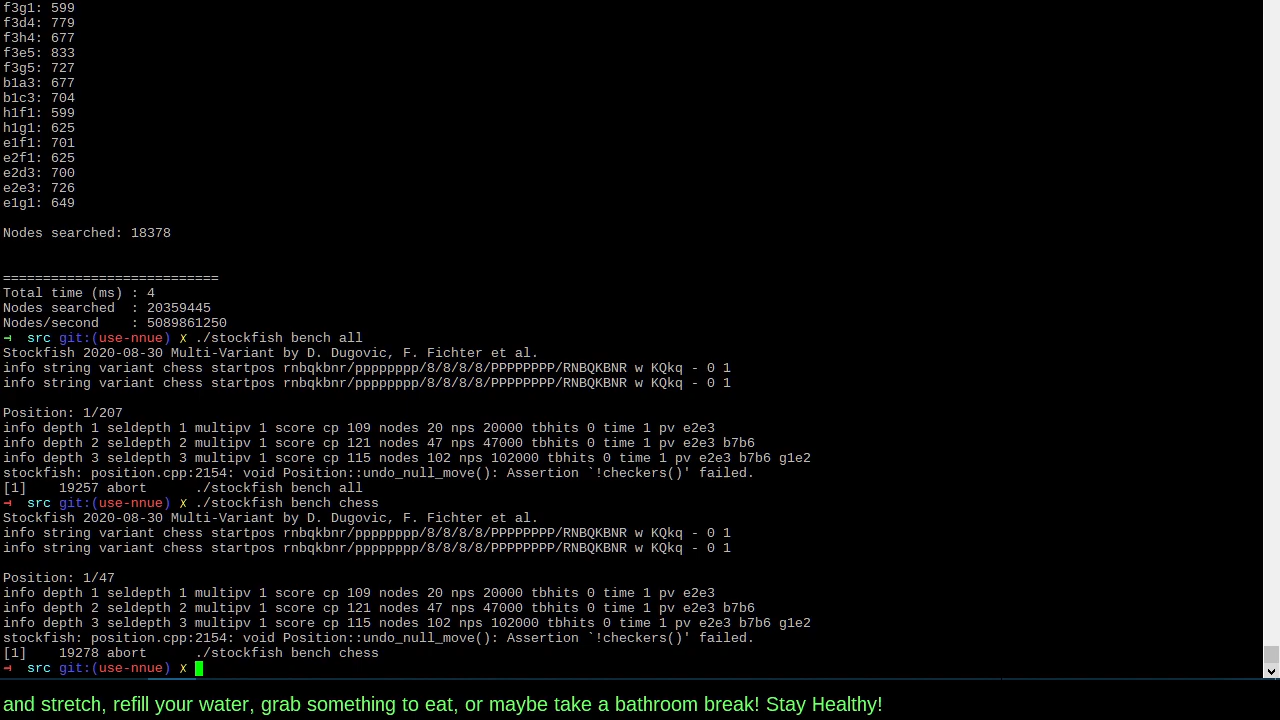 f3g1: 599
f3d4: 779
f3h4: 677
f3e5: 833
f3g5: 727
b1a3: 677
b1c3: 704
h1f1: 599
h1g1: 625
e1f1: 701
e2f1: 625
e2d3: 700
e2e3: 726
e1g1: 649
Nodes searched: 18378
===========================
Total time (ms) : 4
Nodes searched  : 20359445
Nodes/second    : 5089861250
→  src git:(use-nnue) ✗ ./stockfish bench all
Stockfish 2020-08-30 Multi-Variant by D. Dugovic, F. Fichter et al.
info string variant chess startpos rnbqkbnr/pppppppp/8/8/8/8/PPPPPPPP/RNBQKBNR w KQkq - 0 1
info string variant chess startpos rnbqkbnr/pppppppp/8/8/8/8/PPPPPPPP/RNBQKBNR w KQkq - 0 1
Position: 1/207
info depth 1 seldepth 1 multipv 1 score cp 109 nodes 20 nps 20000 tbhits 0 time 1 pv e2e3
info depth 2 seldepth 2 multipv 1 score cp 121 nodes 47 nps 47000 tbhits 0 time 1 pv e2e3 b7b6
info depth 3 seldepth 3 multipv 1 score cp 115 nodes 102 nps 102000 tbhits 0 time 1 pv e2e3 b7b6 g1e2
stockfish: position.cpp:2154: void Position::undo_null_move(): Assertion `!checkers()' failed.
[1]    19257 abort      ./stockfish bench all
→  src git:(use-nnue) ✗ ./stockfish bench chess
Stockfish 2020-08-30 Multi-Variant by D. Dugovic, F. Fichter et al.
info string variant chess startpos rnbqkbnr/pppppppp/8/8/8/8/PPPPPPPP/RNBQKBNR w KQkq - 0 1
info string variant chess startpos rnbqkbnr/pppppppp/8/8/8/8/PPPPPPPP/RNBQKBNR w KQkq - 0 1
Position: 1/47
info depth 1 seldepth 1 multipv 1 score cp 109 nodes 20 nps 20000 tbhits 0 time 1 pv e2e3
info depth 2 seldepth 2 multipv 1 score cp 121 nodes 47 nps 47000 tbhits 0 time 1 pv e2e3 b7b6
info depth 3 seldepth 3 multipv 1 score cp 115 nodes 102 nps 102000 tbhits 0 time 1 pv e2e3 b7b6 g1e2
stockfish: position.cpp:2154: void Position::undo_null_move(): Assertion `!checkers()' failed.
[1]    19278 abort      ./stockfish bench chess
→  src git:(use-nnue) ✗
and stretch, refill your water, grab something to eat, or maybe take a bathroom break! Stay Healthy!